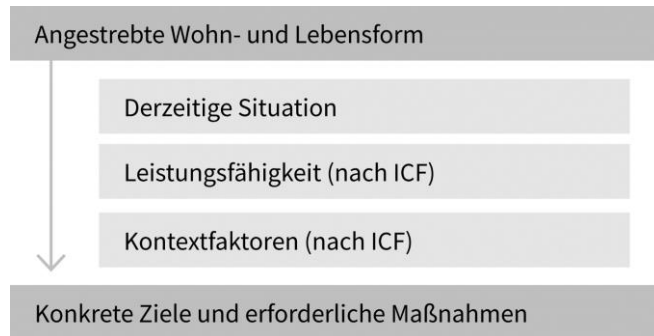 Angestrebte Wohn- und Lebensform
Derzeitige Situation
Leistungsfähigkeit (nach ICF)
Kontextfaktoren (nach ICF)
Konkrete Ziele und erforderliche Maßnahmen